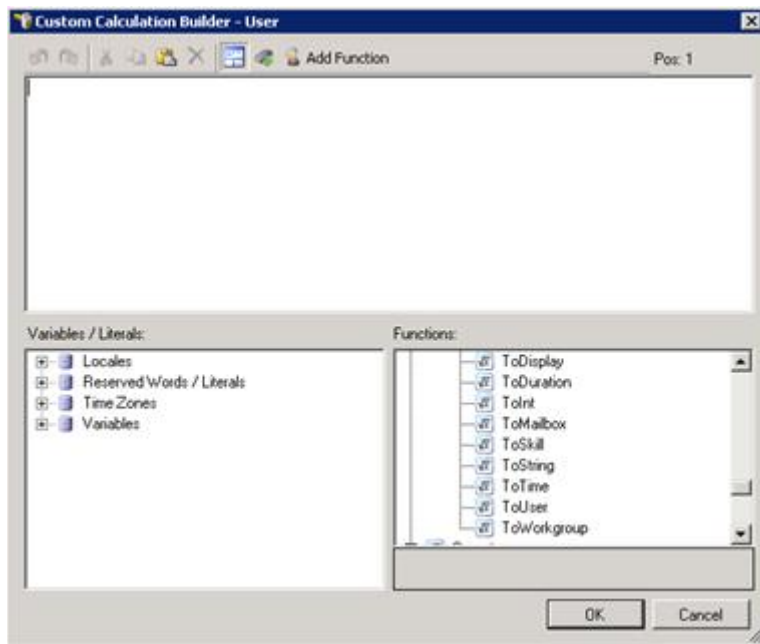 Custom Calculation Builder - User
Add Function
Pos: 1
Variables / Literals:
Functions:
Locales
Reserved Words / Literals
Time Zones
Variables
ToDisplay
ToDuration
ToInt
ToMailbox
ToSkill
ToString
ToTime
ToUser
ToWorkgroup
OK
Cancel